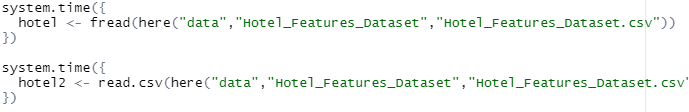 system.time({
  hotel <- fread(here("data","Hotel_Features_Dataset","Hotel_Features_Dataset.csv"))
})
system.time({
  hotel2 <- read.csv(here("data","Hotel_Features_Dataset","Hotel_Features_Dataset.csv"
})